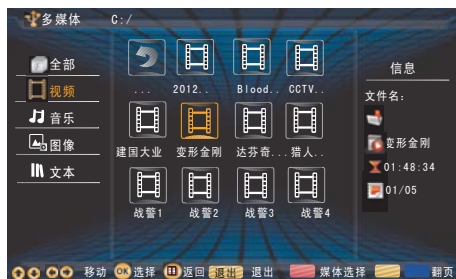 多媒体 C:/
全部
视频
音乐
图像
文本
... 2012.. Blood.. CCTV..
建国大业 变形金刚 达芬奇.. 猎人..
战警1 战警2 战警3 战警4
信息
文件名:
变形金刚
01:48:34
01/05
移动 OK 选择 返回 退出 退出 媒体选择 翻页